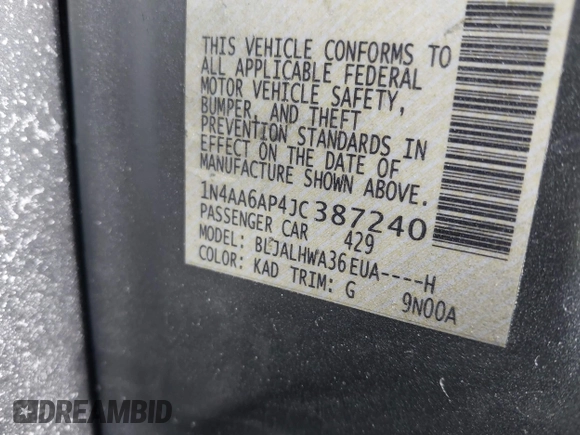 THIS VEHICLE CONFORMS TO
ALL APPLICABLE FEDERAL
MOTOR VEHICLE SAFETY,
BUMPER, AND THEFT
PREVENTION STANDARDS IN
EFFECT ON THE DATE OF
MANUFACTURE SHOWN ABOVE.
1N4AA6AP4JC387240
PASSENGER CAR 429
MODEL: BLJALHWA36EUA----H
COLOR: KAD TRIM: G 9N00A
DREAMBID